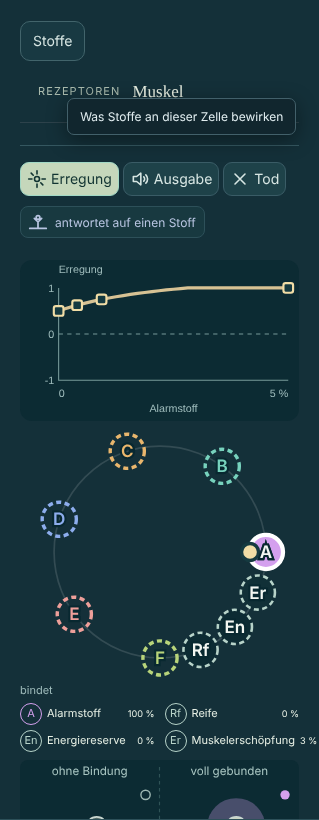 Stoffe
REZEPTOREN Muskel
Was Stoffe an dieser Zelle bewirken
Erregung Ausgabe Tod
antwortet auf einen Stoff
Erregung
1
0
-1
0 5 %
Alarmstoff
C
B
D
A
Er
E
En
Rf
F
bindet
A Alarmstoff 100 % Rf Reife 0 %
En Energiereserve 0 % Er Muskelerschöpfung 3 %
ohne Bindung voll gebunden